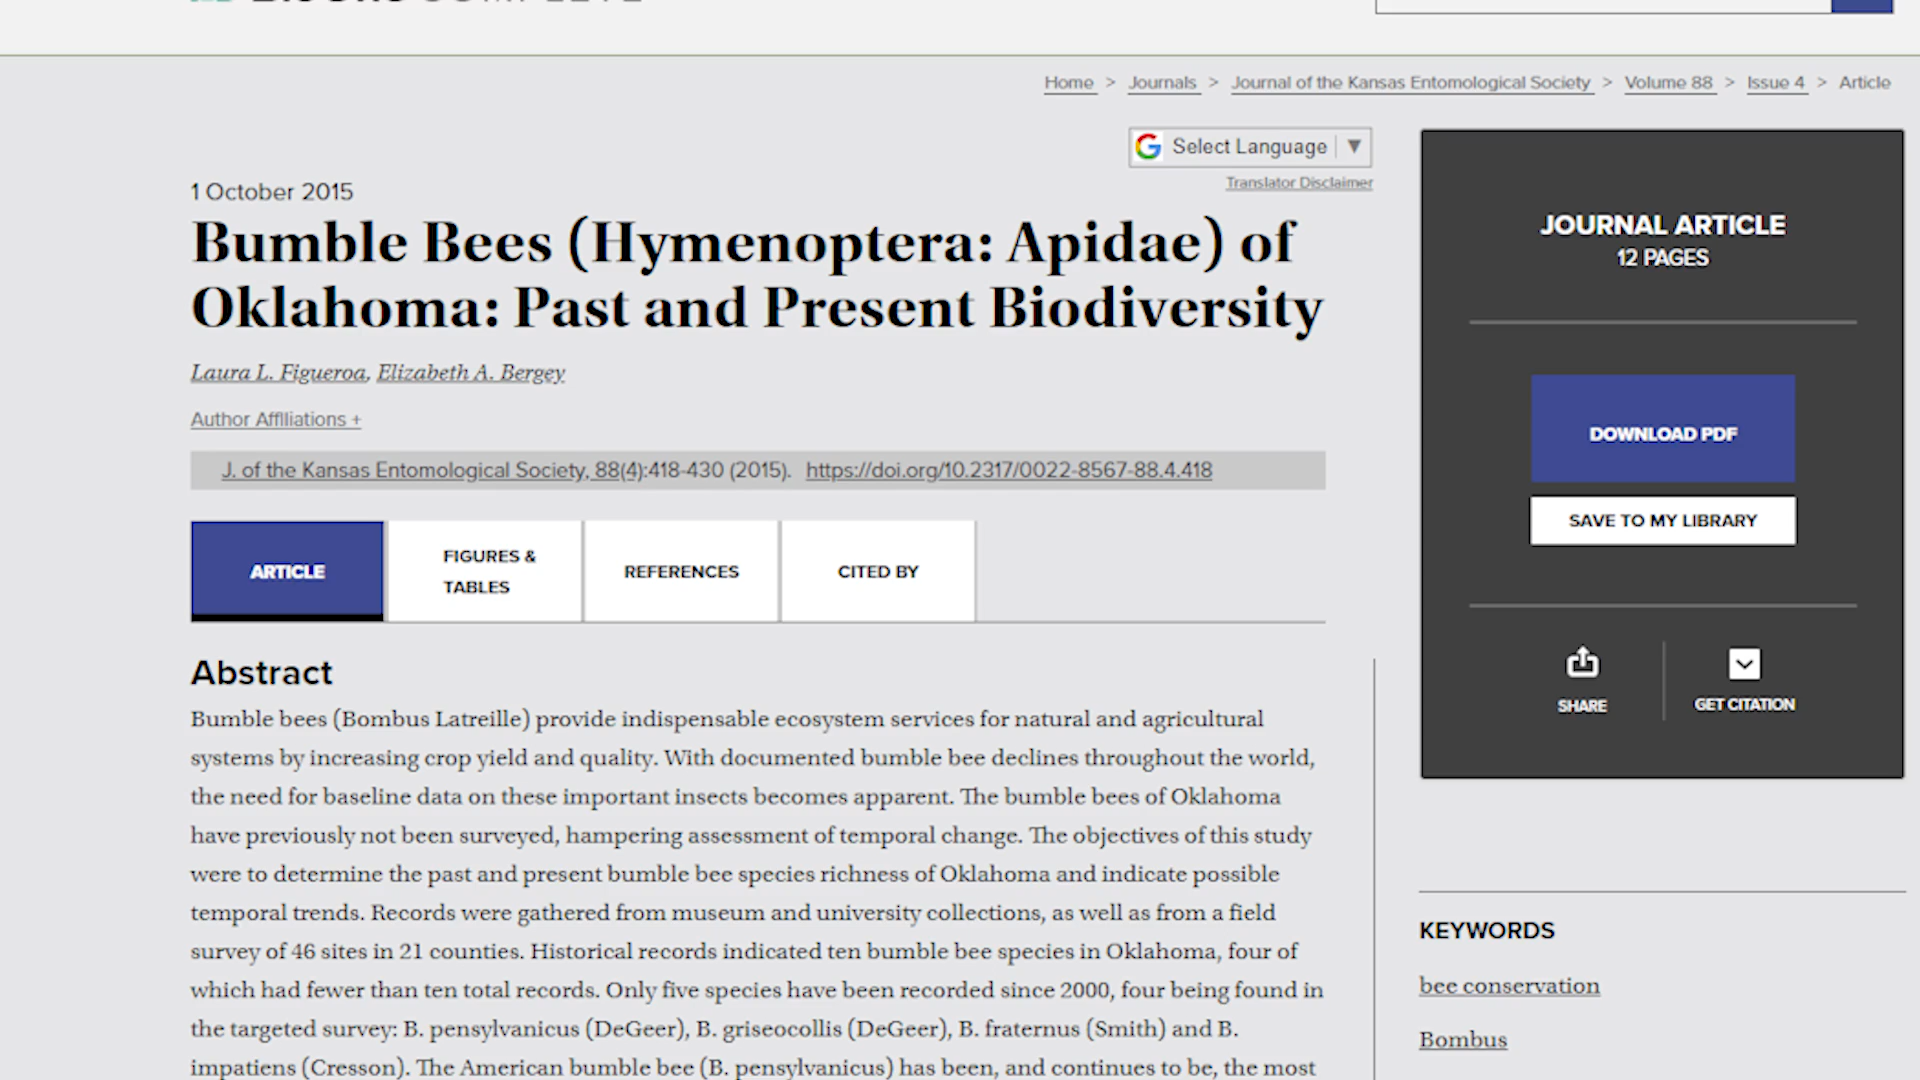 Home > Journals > Journal of the Kansas Entomological Society > Volume 88 > Issue 4 > Article
Select Language ▼
Translator Disclaimer
1 October 2015
Bumble Bees (Hymenoptera: Apidae) of
Oklahoma: Past and Present Biodiversity
Laura L. Figueroa, Elizabeth A. Bergey
Author Affiliations +
J. of the Kansas Entomological Society, 88(4):418-430 (2015). https://doi.org/10.2317/0022-8567-88.4.418
ARTICLE
FIGURES &
TABLES
REFERENCES
CITED BY
Abstract
Bumble bees (Bombus Latreille) provide indispensable ecosystem services for natural and agricultural
systems by increasing crop yield and quality. With documented bumble bee declines throughout the world,
the need for baseline data on these important insects becomes apparent. The bumble bees of Oklahoma
have previously not been surveyed, hampering assessment of temporal change. The objectives of this study
were to determine the past and present bumble bee species richness of Oklahoma and indicate possible
temporal trends. Records were gathered from museum and university collections, as well as from a field
survey of 46 sites in 21 counties. Historical records indicated ten bumble bee species in Oklahoma, four of
which had fewer than ten total records. Only five species have been recorded since 2000, four being found in
the targeted survey: B. pensylvanicus (DeGeer), B. griseocollis (DeGeer), B. fraternus (Smith) and B.
impatiens (Cresson). The American bumble bee (B. pensylvanicus) has been, and continues to be, the most
JOURNAL ARTICLE
12 PAGES
DOWNLOAD PDF
SAVE TO MY LIBRARY
SHARE
GET CITATION
KEYWORDS
bee conservation
Bombus